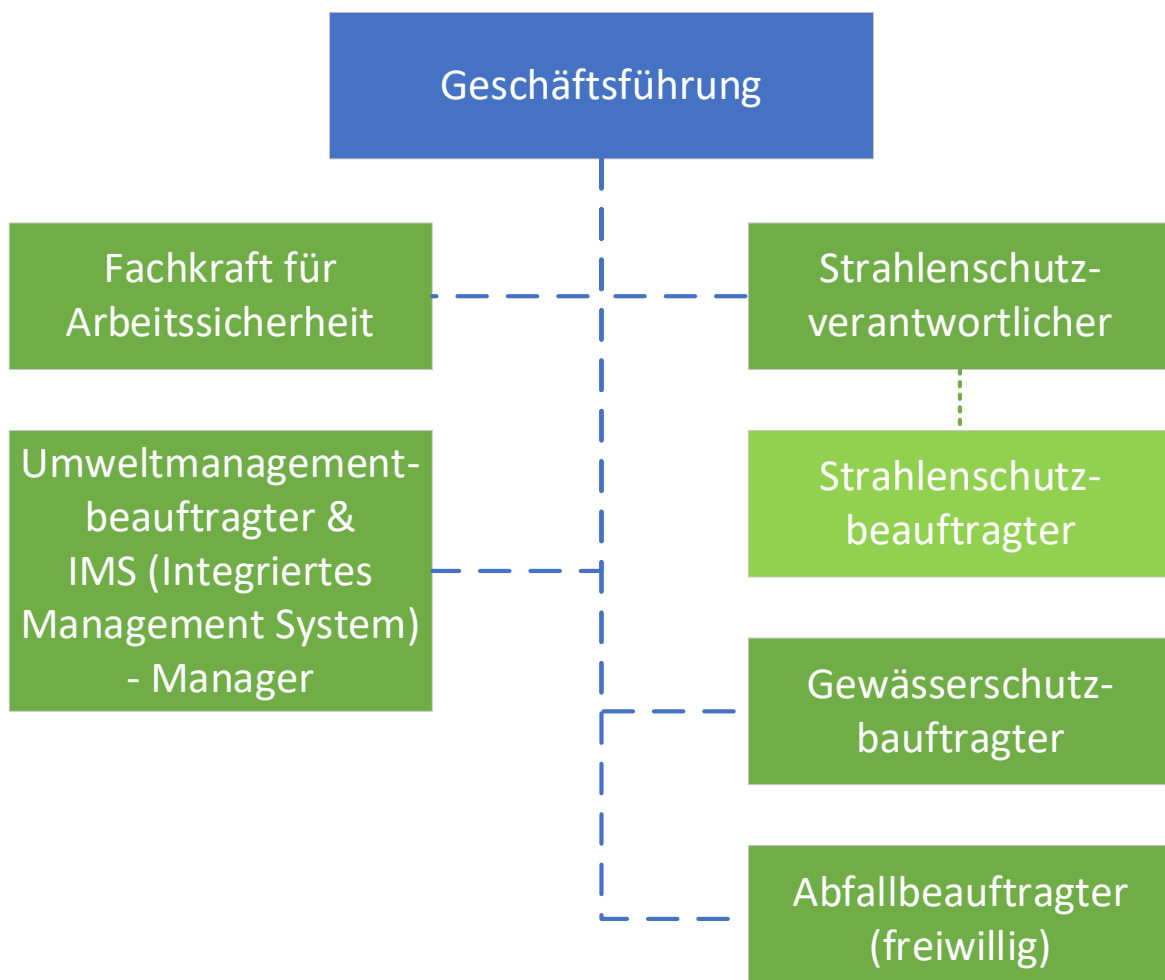 Geschäftsführung
Fachkraft für
Arbeitssicherheit
Strahlenschutz-
verantwortlicher
Umweltmanagement-
beauftragter &
IMS (Integriertes
Management System)
- Manager
Strahlenschutz-
beauftragter
Gewässerschutz-
bauftragter
Abfallbeauftragter
(freiwillig)